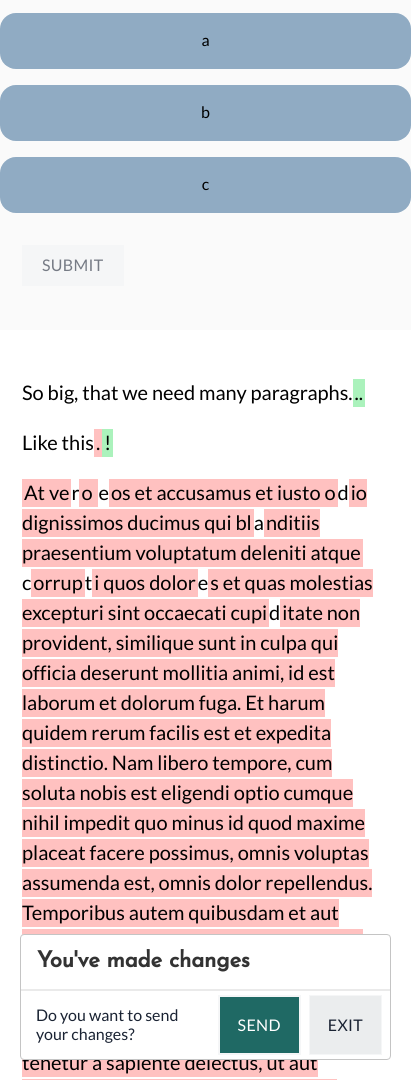 a
b
c
SUBMIT
So big, that we need many paragraphs...
Like this.!
At vero eos et accusamus et iusto odio
dignissimos ducimus qui blanditiis
praesentium voluptatum deleniti atque
corrupti quos dolores et quas molestias
excepturi sint occaecati cupiditate non
provident, similique sunt in culpa qui
officia deserunt mollitia animi, id est
laborum et dolorum fuga. Et harum
quidem rerum facilis est et expedita
distinctio. Nam libero tempore, cum
soluta nobis est eligendi optio cumque
nihil impedit quo minus id quod maxime
placeat facere possimus, omnis voluptas
assumenda est, omnis dolor repellendus.
Temporibus autem quibusdam et aut
You've made changes
Do you want to send
your changes?
SEND
EXIT
tenetur a sapiente delectus, ut aut